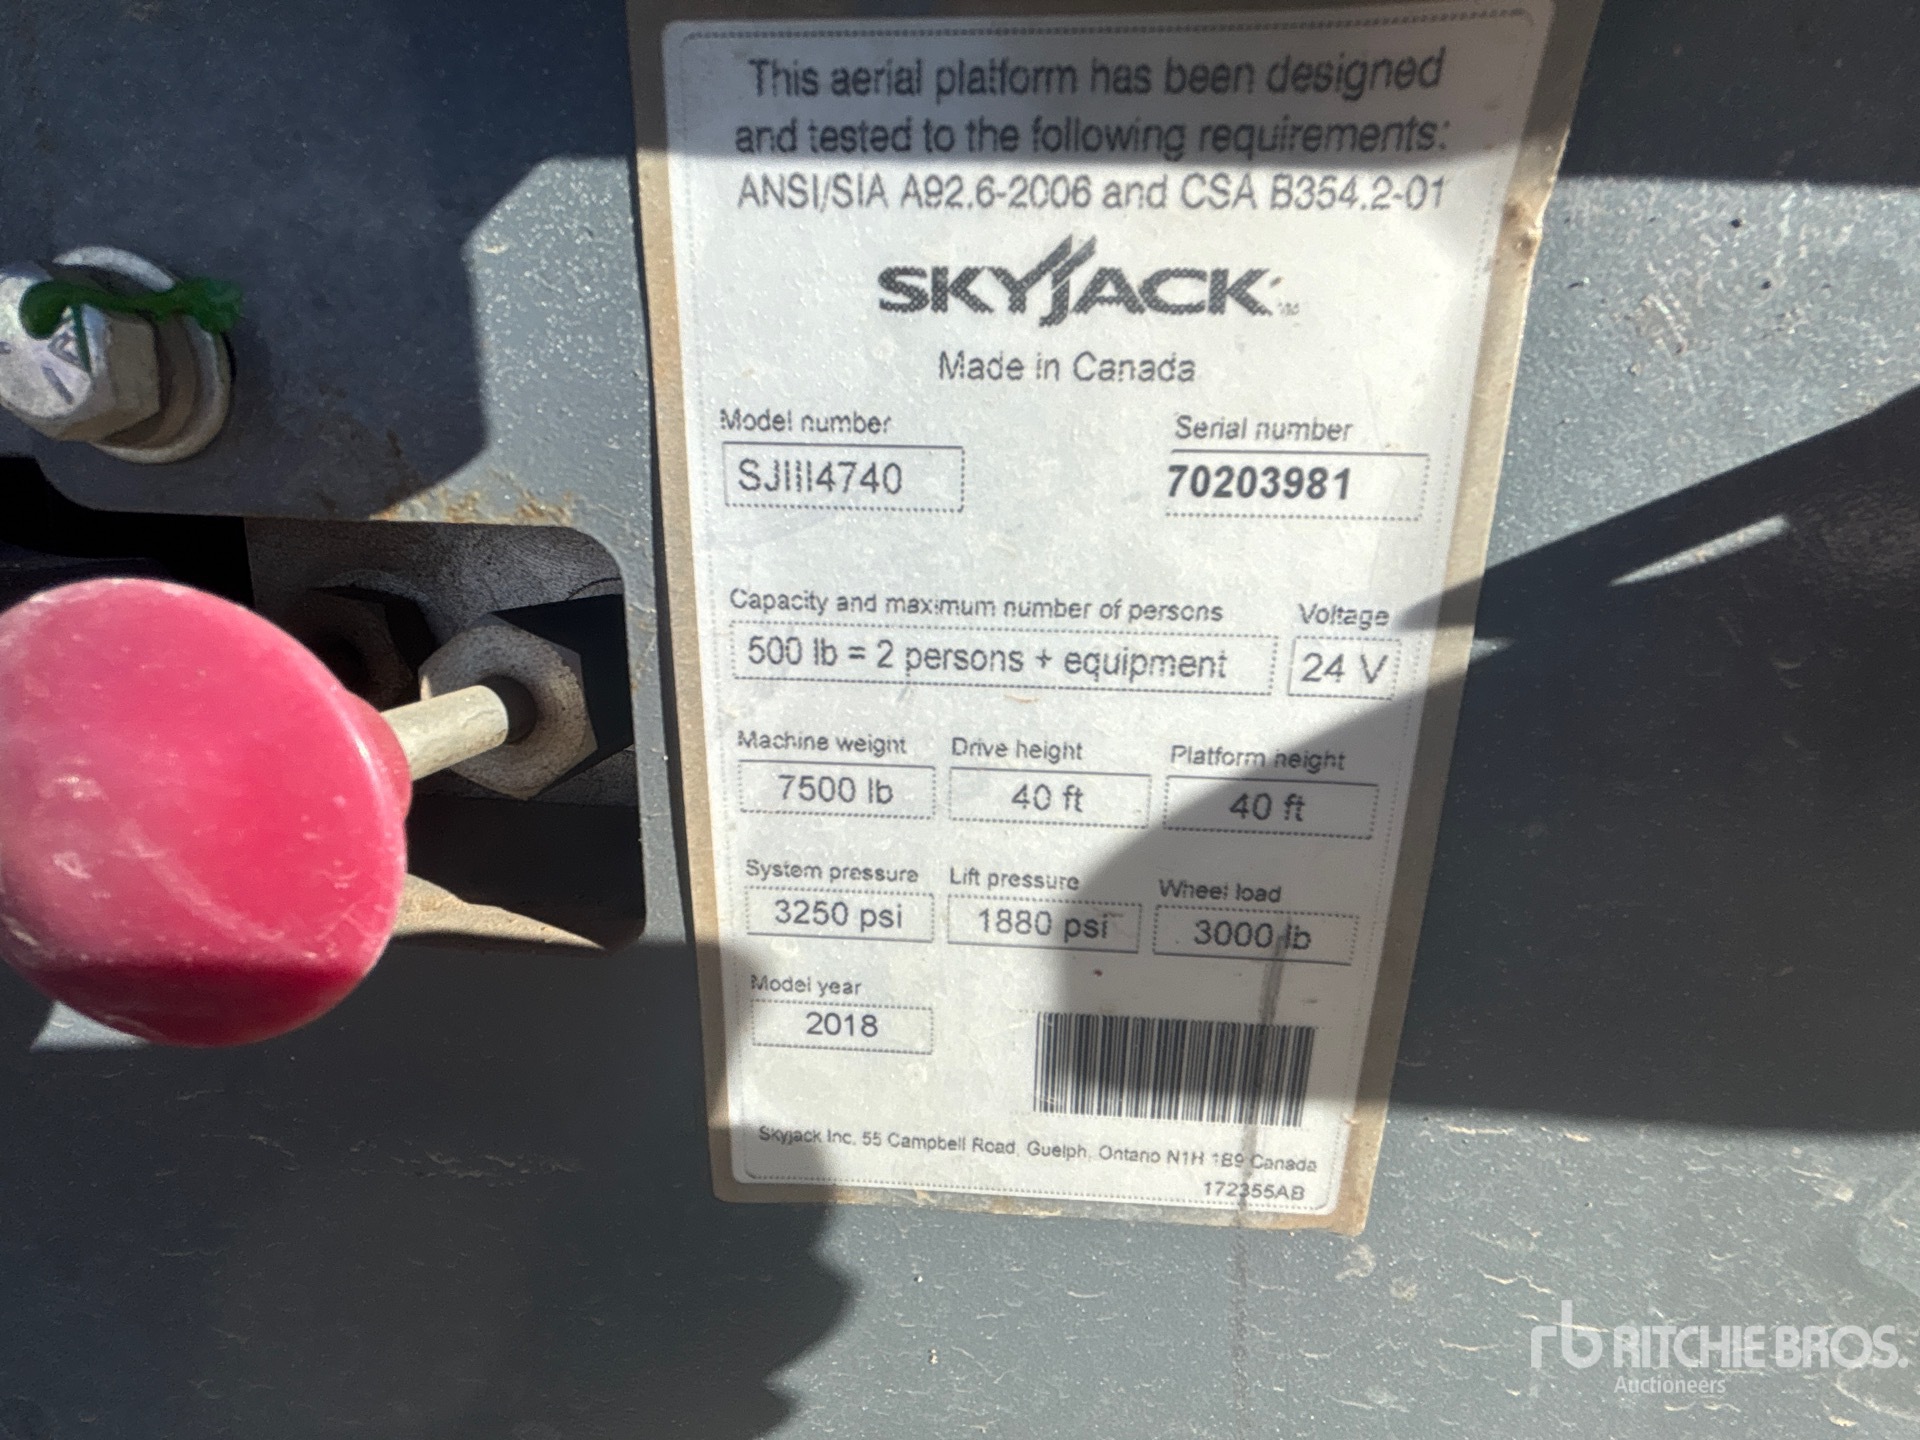 This aerial platform has been designed
and tested to the following requirements:
ANSI/SIA A92.6-2006 and CSA B354.2-01
SKYJACK
Made in Canada
Model number Serial number
SJIII4740 70203981
Capacity and maximum number of persons Voltage
500 lb = 2 persons + equipment 24 V
Machine weight Drive height Platform height
7500 lb 40 ft 40 ft
System pressure Lift pressure Wheel load
3250 psi 1880 psi 3000 lb
Model year
2018
Skyjack Inc. 55 Campbell Road, Guelph, Ontario N1H 1B9 Canada
172355AB
rb RITCHIE BROS.
Auctioneers